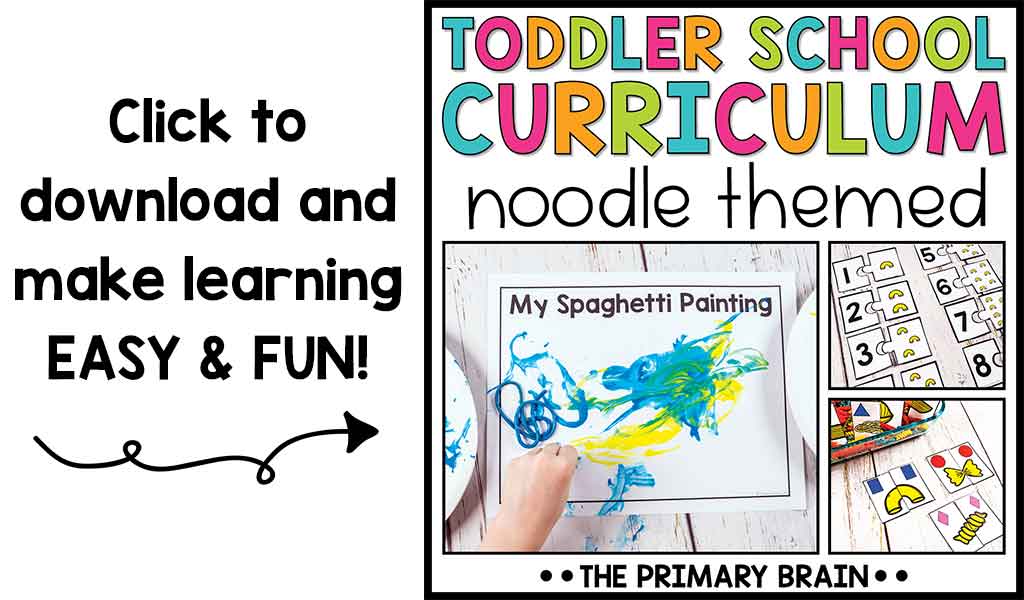 Click to
download and
make learning
EASY & FUN!
TODDLER SCHOOL
CURRICULUM
noodle themed
My Spaghetti Painting
1
2
3
5
6
7
8
••THE PRIMARY BRAIN••